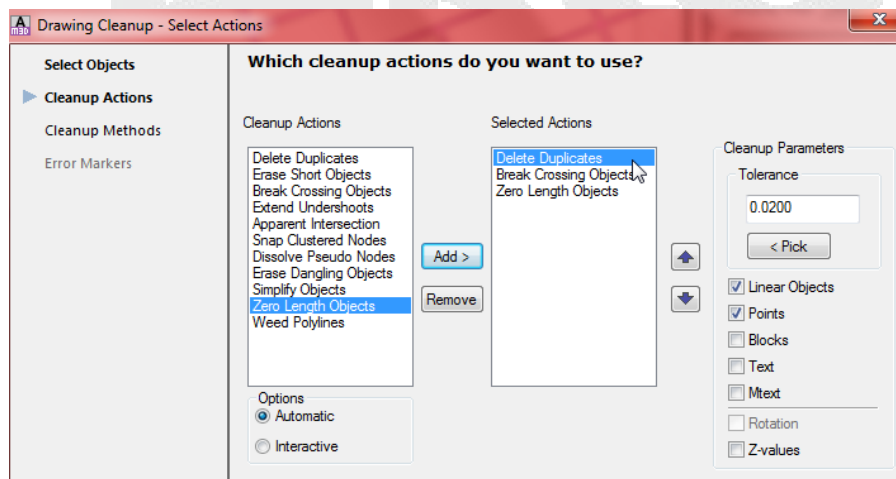 A
M3D
Drawing Cleanup - Select Actions
X
Select Objects
Cleanup Actions
Cleanup Methods
Error Markers
Which cleanup actions do you want to use?
Cleanup Actions
Delete Duplicates
Erase Short Objects
Break Crossing Objects
Extend Undershoots
Apparent Intersection
Snap Clustered Nodes
Dissolve Pseudo Nodes
Erase Dangling Objects
Simplify Objects
Zero Length Objects
Weed Polylines
Add >
Remove
Options
Automatic
Interactive
Selected Actions
Delete Duplicates
Break Crossing Objects
Zero Length Objects
Cleanup Parameters
Tolerance
0.0200
< Pick
Linear Objects
Points
Blocks
Text
Mtext
Rotation
Z-values